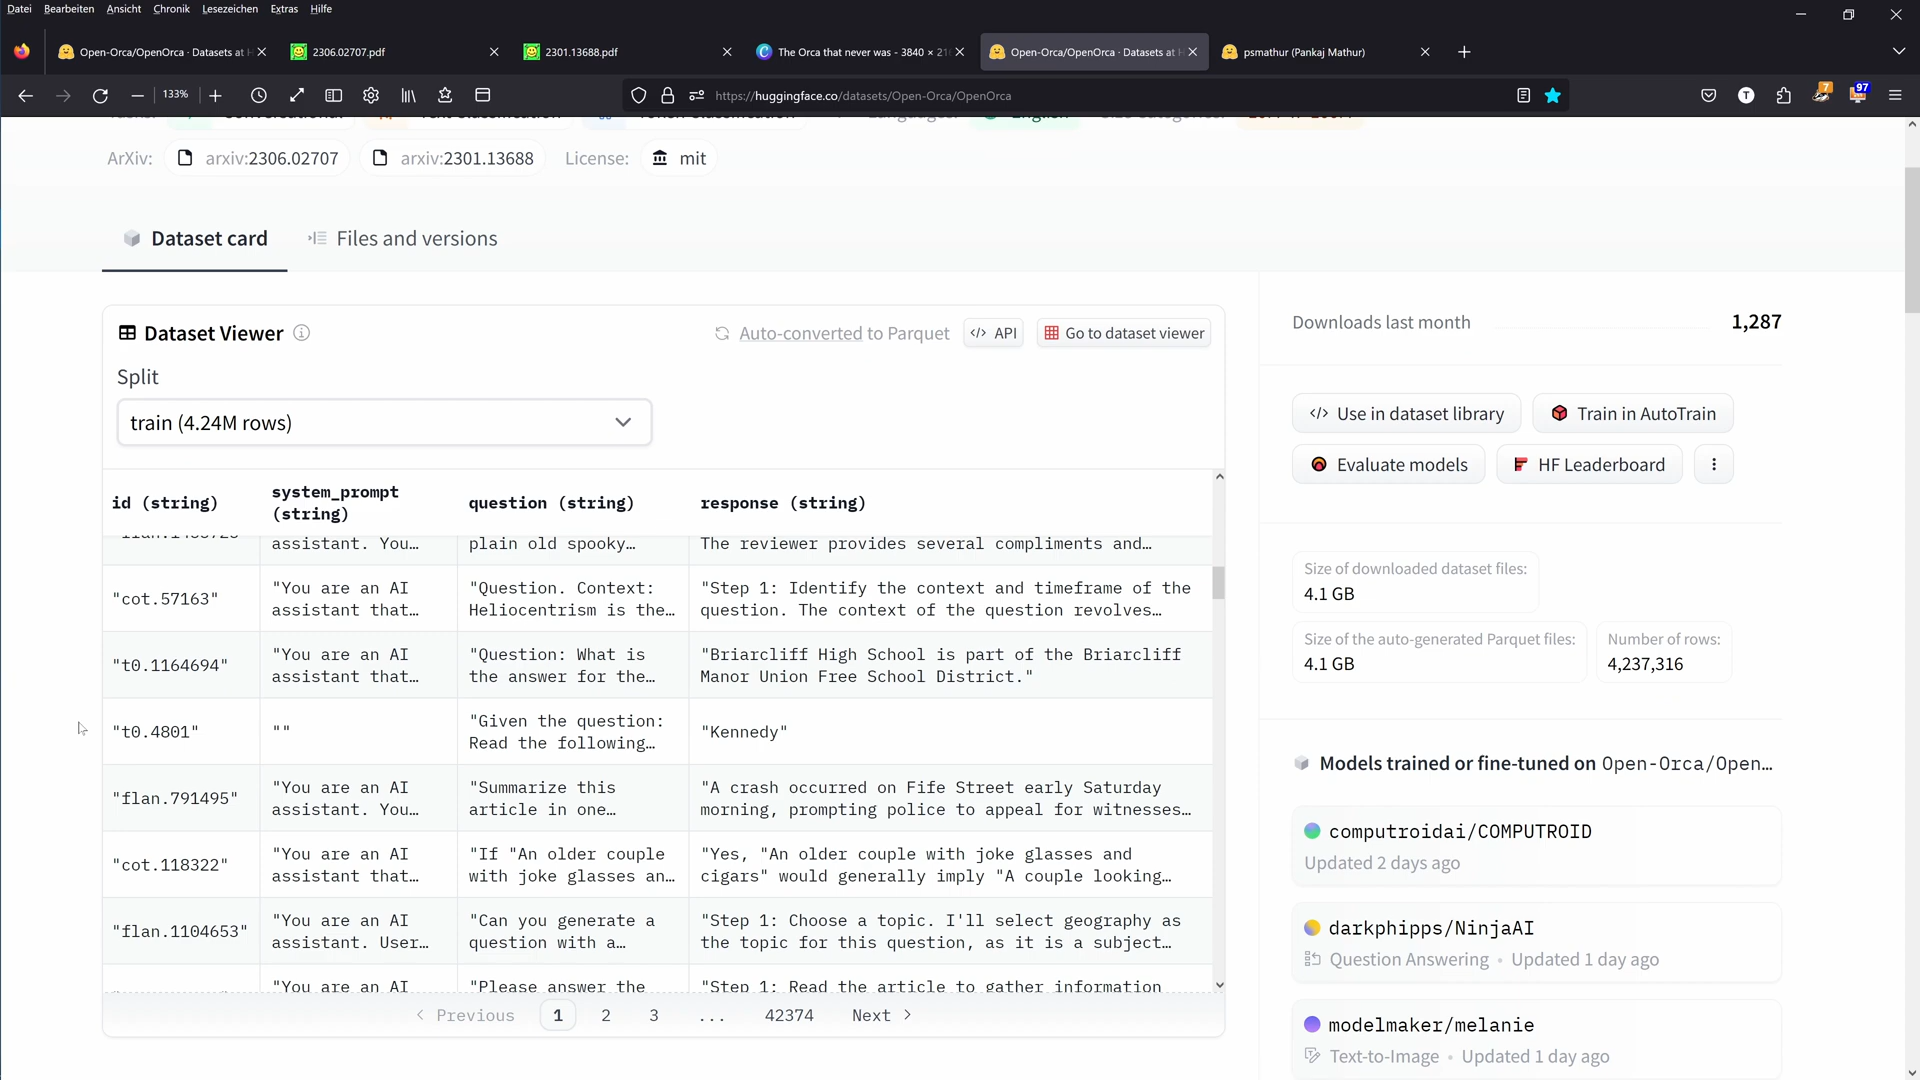 Datei Bearbeiten Ansicht Chronik Lesezeichen Extras Hilfe
Open-Orca/OpenOrca · Datasets at H
2306.02707.pdf
2301.13688.pdf
The Orca that never was - 3840 × 21
Open-Orca/OpenOrca · Datasets at H
psmathur (Pankaj Mathur)
133%
https://huggingface.co/datasets/Open-Orca/OpenOrca
T
7
97
ArXiv: arxiv:2306.02707 arxiv:2301.13688 License: mit
Dataset card
Files and versions
Dataset Viewer
Auto-converted to Parquet
API
Go to dataset viewer
Split
train (4.24M rows)
id (string)
system_prompt
(string)
question (string)
response (string)
assistant. You…
plain old spooky…
The reviewer provides several compliments and…
"cot.57163"
"You are an AI
assistant that…
"Question. Context:
Heliocentrism is the…
"Step 1: Identify the context and timeframe of the
question. The context of the question revolves…
"t0.1164694"
"You are an AI
assistant that…
"Question: What is
the answer for the…
"Briarcliff High School is part of the Briarcliff
Manor Union Free School District."
"t0.4801"
""
"Given the question:
Read the following…
"Kennedy"
"flan.791495"
"You are an AI
assistant. You…
"Summarize this
article in one…
"A crash occurred on Fife Street early Saturday
morning, prompting police to appeal for witnesses…
"cot.118322"
"You are an AI
assistant that…
"If "An older couple
with joke glasses an…
"Yes, "An older couple with joke glasses and
cigars" would generally imply "A couple looking…
"flan.1104653"
"You are an AI
assistant. User…
"Can you generate a
question with a…
"Step 1: Choose a topic. I'll select geography as
the topic for this question, as it is a subject…
"You are an AI
"Please answer the
"Step 1: Read the article to gather information
Previous 1 2 3 ... 42374 Next
Downloads last month
1,287
Use in dataset library
Train in AutoTrain
Evaluate models
HF Leaderboard
Size of downloaded dataset files:
4.1 GB
Size of the auto-generated Parquet files:
4.1 GB
Number of rows:
4,237,316
Models trained or fine-tuned on Open-Orca/Open…
computroidai/COMPUTROID
Updated 2 days ago
darkphipps/NinjaAI
Question Answering • Updated 1 day ago
modelmaker/melanie
Text-to-Image • Updated 1 day ago